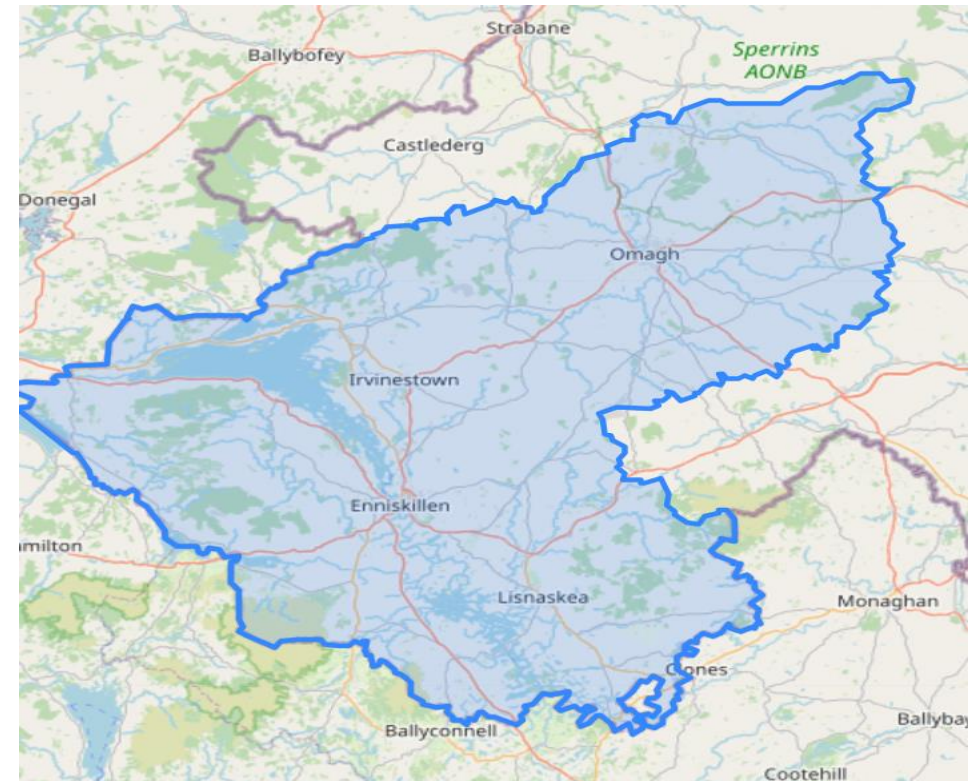 Strabane
Ballybofey
Sperrins
AONB
Castlederg
Donegal
Omagh
Irvinestown
Enniskillen
amilton
Lisnaskea
Monaghan
Clones
Ballybay
Ballyconnell
Cootehill